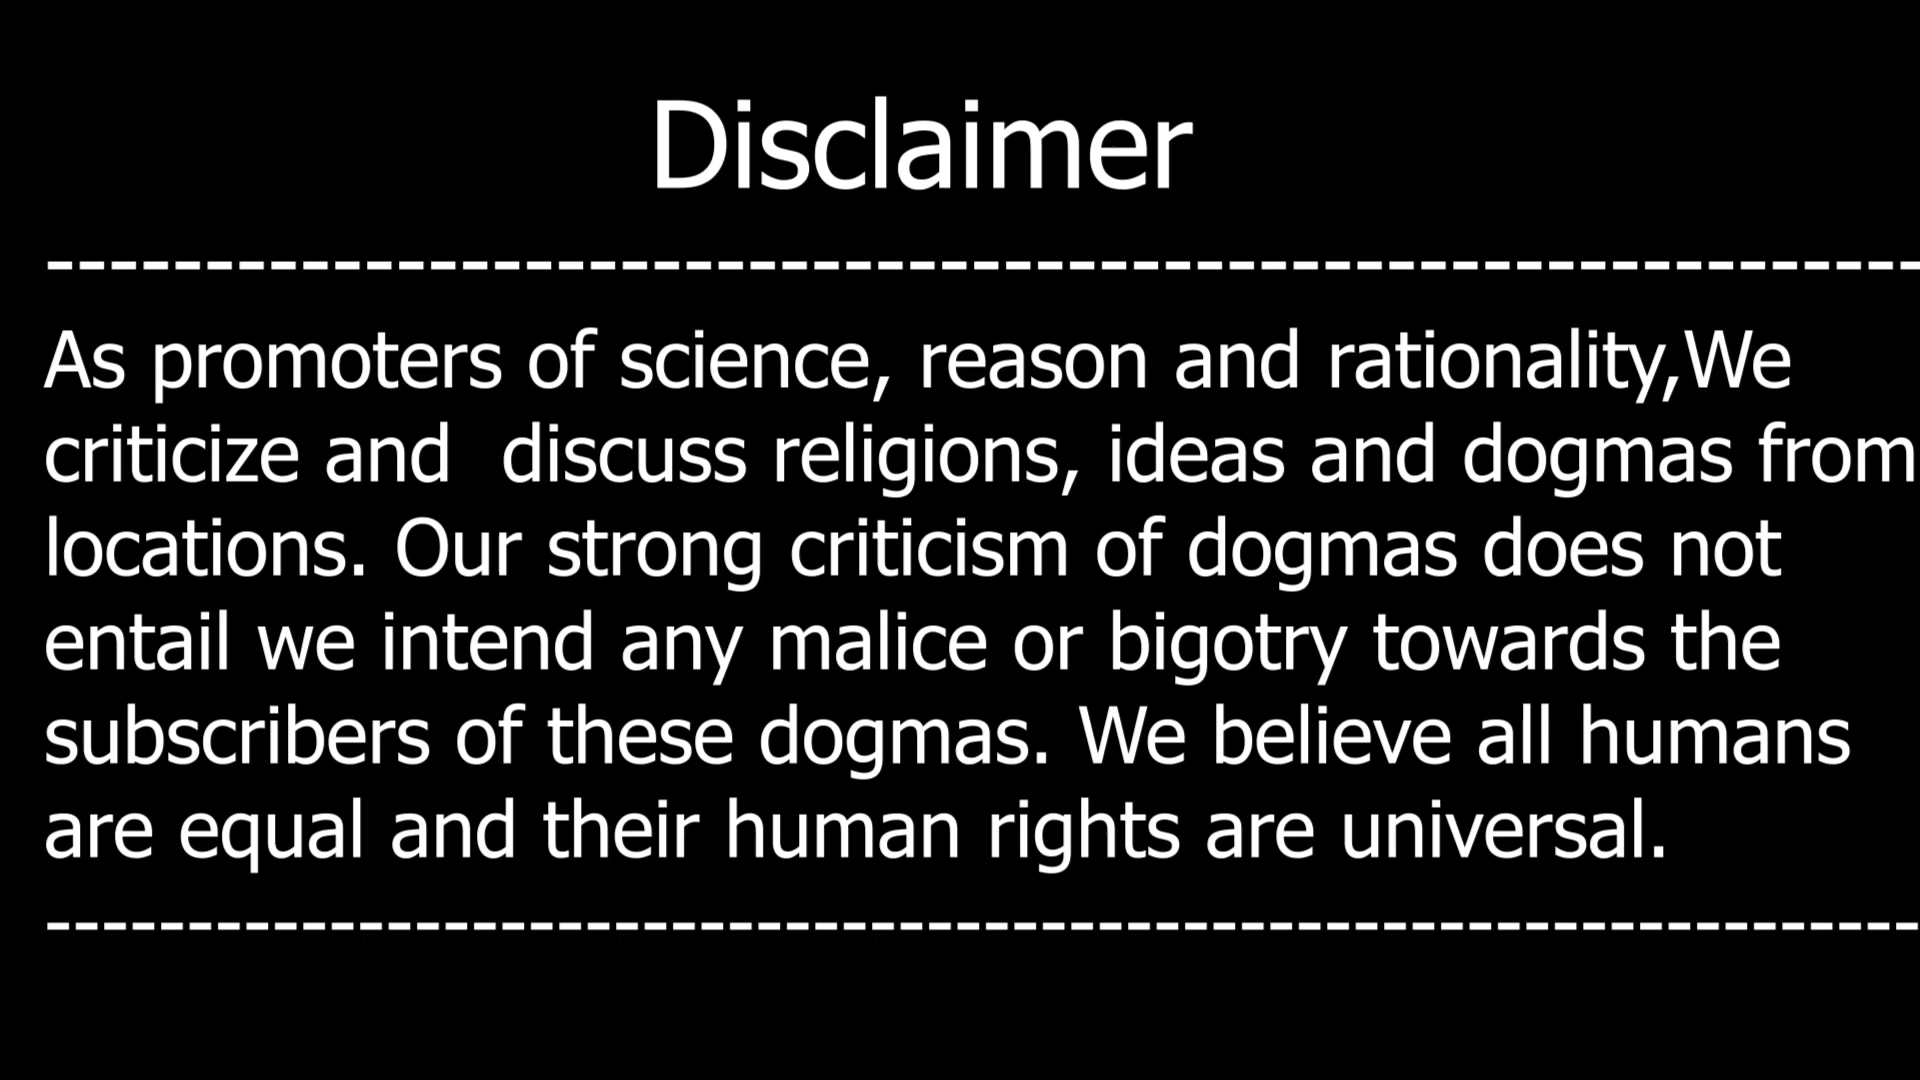 Disclaimer
-----------------------------------------------------------
As promoters of science, reason and rationality,We
criticize and  discuss religions, ideas and dogmas from
locations. Our strong criticism of dogmas does not
entail we intend any malice or bigotry towards the
subscribers of these dogmas. We believe all humans
are equal and their human rights are universal.
------------------------------------------------------------------